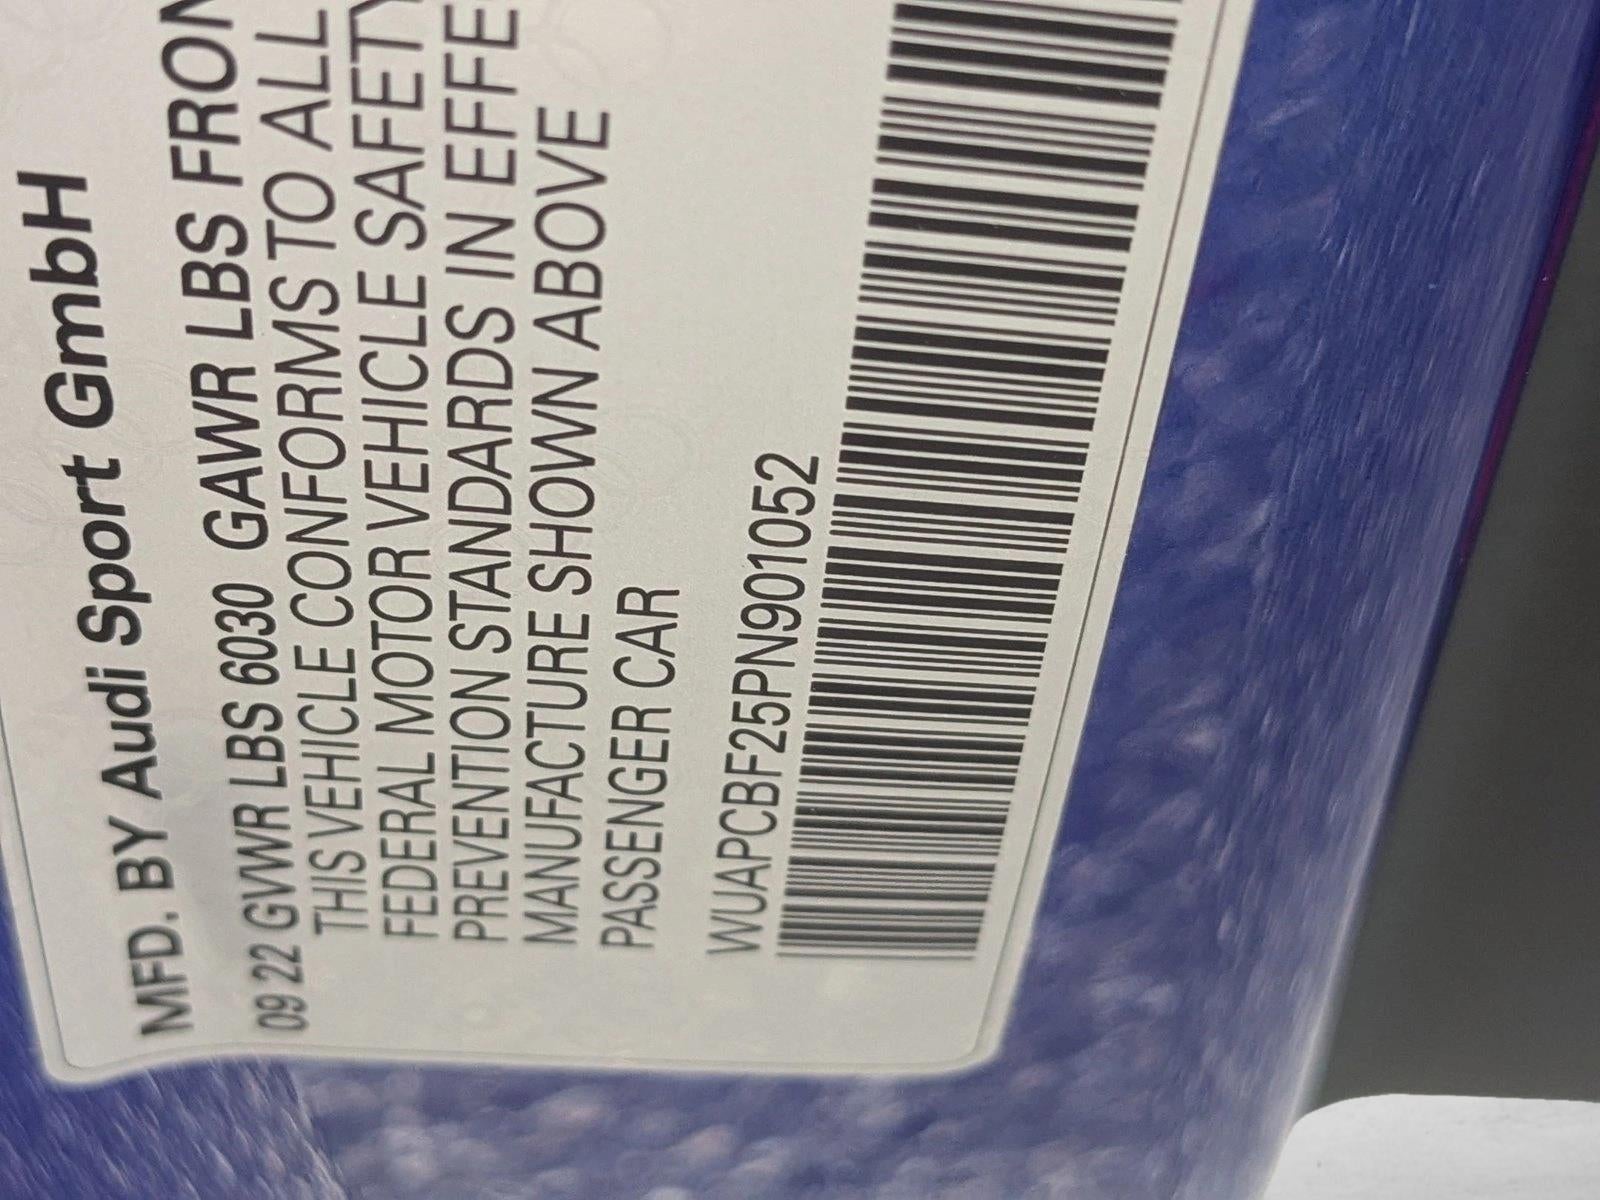 MFD. BY Audi Sport GmbH
09 22 GVWR LBS 6030 GAWR LBS FRON
THIS VEHICLE CONFORMS TO ALL
FEDERAL MOTOR VEHICLE SAFETY
PREVENTION STANDARDS IN EFFE
MANUFACTURE SHOWN ABOVE
PASSENGER CAR
WUAPCBF25PN901052